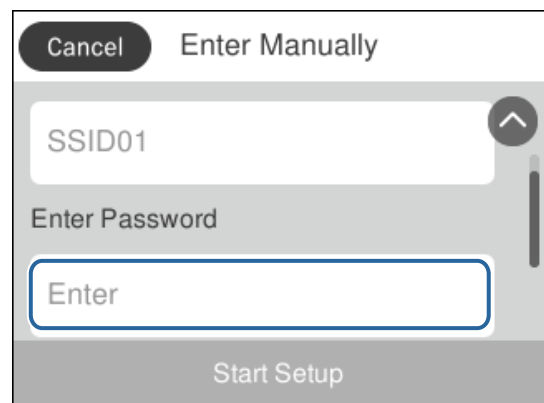 Cancel Enter Manually
SSID01
Enter Password
Enter
Start Setup